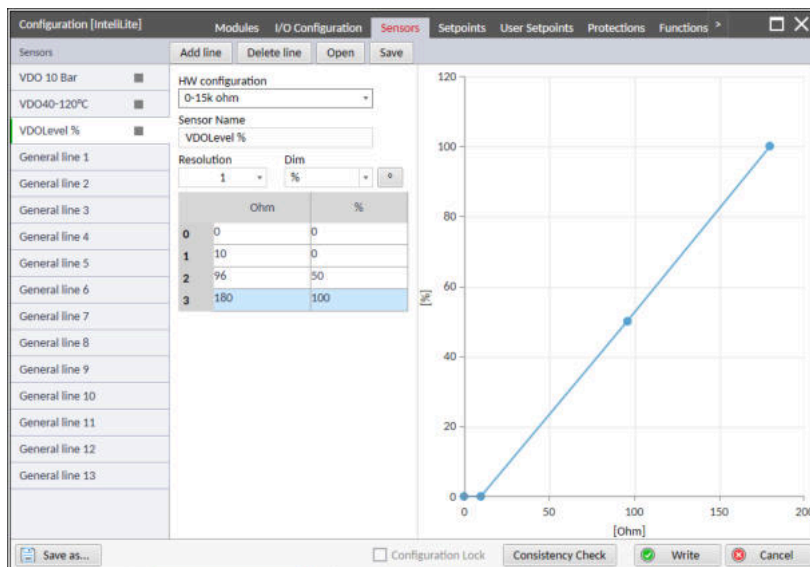 Configuration [InteliLite]
Modules I/O Configuration Sensors Setpoints User Setpoints Protections Functions >
Sensors
Add line Delete line Open Save
VDO 10 Bar
VDO40-120°C
VDOLevel %
General line 1
General line 2
General line 3
General line 4
General line 5
General line 6
General line 7
General line 8
General line 9
General line 10
General line 11
General line 12
General line 13
HW configuration
0-15k ohm
Sensor Name
VDOLevel %
Resolution Dim
1 % °
Ohm %
0 0 0
1 10 0
2 96 50
3 180 100
120
100
80
60
40
20
0
[%]
0 50 100 150 200
[Ohm]
Save as... Configuration Lock Consistency Check Write Cancel